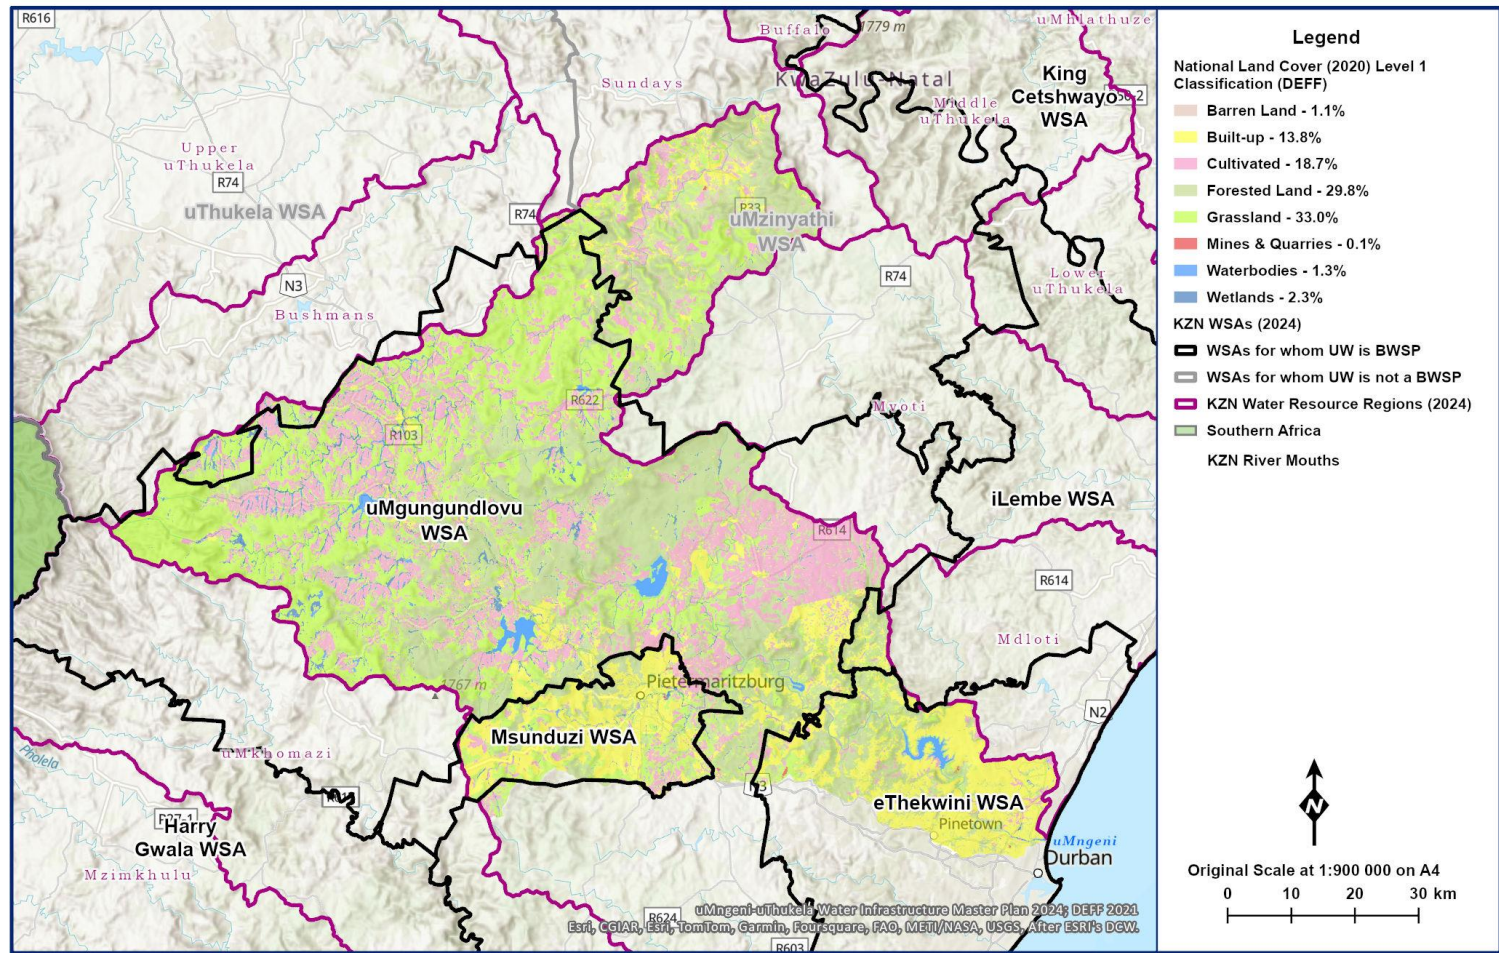 R616
Buffalo
1779 m
uMhlathuze
Sundays
KwaZulu Natal
King
Cetshwayo
WSA
Middle
uThukela
Upper
uThukela
R74
uThukela WSA
R74
R33
uMzinyathi
WSA
R74
Lower
uThukela
N3
Bushmans
R622
R103
Mvoti
uMgungundlovu
WSA
iLembe WSA
R614
R614
Mdloti
1767 m
Pietermaritzburg
N2
Msunduzi WSA
uMkhomazi
Pholela
N3
eThekwini WSA
Pinetown
Harry
Gwala WSA
uMngeni
Durban
Mzimkhulu
R624
R603
uMngeni-uThukela Water Infrastructure Master Plan 2024; DEFF 2021
Esri, CGIAR, Esri, TomTom, Garmin, Foursquare, FAO, METI/NASA, USGS, After ESRI's DCW.
Legend
National Land Cover (2020) Level 1
Classification (DEFF)
Barren Land - 1.1%
Built-up - 13.8%
Cultivated - 18.7%
Forested Land - 29.8%
Grassland - 33.0%
Mines & Quarries - 0.1%
Waterbodies - 1.3%
Wetlands - 2.3%
KZN WSAs (2024)
WSAs for whom UW is BWSP
WSAs for whom UW is not a BWSP
KZN Water Resource Regions (2024)
Southern Africa
KZN River Mouths
N
Original Scale at 1:900 000 on A4
0 10 20 30 km